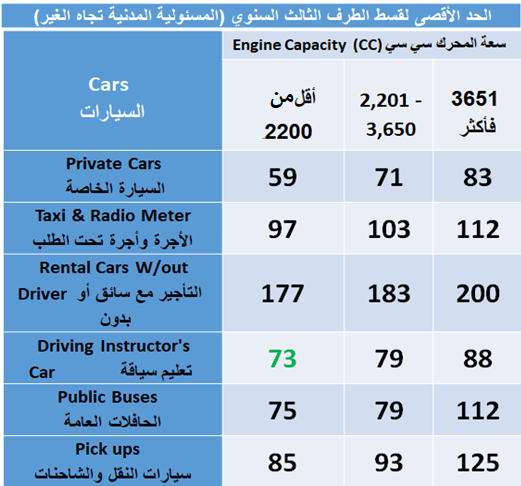 الحد الأقصى لقسط الطرف الثالث السنوي (المسئولية المدنية تجاه الغير)
Cars
السيارات
Engine Capacity (CC) سعة المحرك سي سي
أقل من
2200
2,201 -
3,650
3651
فأكثر
Private Cars
السيارة الخاصة
59 71 83
Taxi & Radio Meter
الأجرة وأجرة تحت الطلب
97 103 112
Rental Cars W/out
Driver التأجير مع سائق أو
بدون
177 183 200
Driving Instructor's
Car تعليم سياقة
73 79 88
Public Buses
الحافلات العامة
75 79 112
Pick ups
سيارات النقل والشاحنات
85 93 125